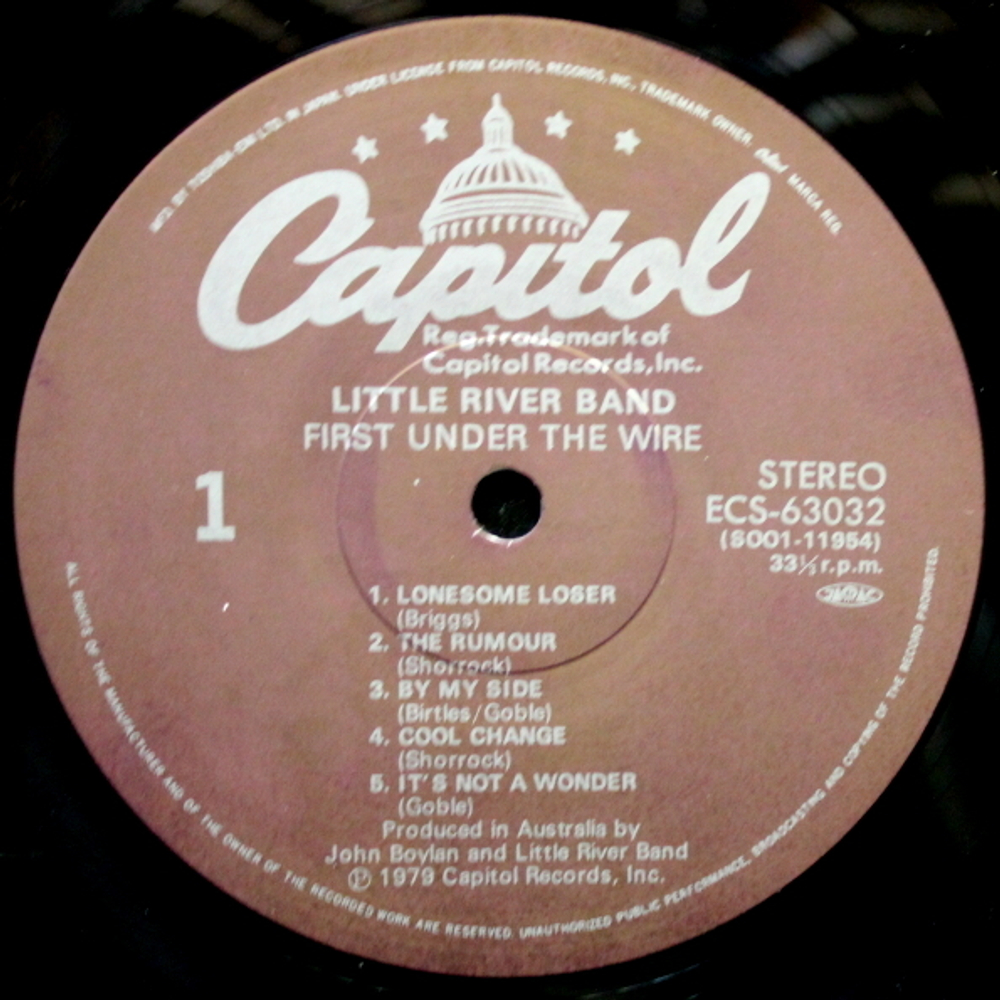 MFD. BY TOSHIBA-EMI LTD. IN JAPAN UNDER LICENSE FROM CAPITOL RECORDS, INC., TRADEMARK OWNER. Capitol MARCA REG.
Capitol
Reg. Trademark of
Capitol Records, Inc.
LITTLE RIVER BAND
FIRST UNDER THE WIRE
1
STEREO
ECS-63032
(SOO1-11954)
33⅓ r.p.m.
JASRAC
1. LONESOME LOSER
(Briggs)
2. THE RUMOUR
(Shorrock)
3. BY MY SIDE
(Birtles/Goble)
4. COOL CHANGE
(Shorrock)
5. IT'S NOT A WONDER
(Goble)
Produced in Australia by
John Boylan and Little River Band
Ⓟ 1979 Capitol Records, Inc.
ALL RIGHTS OF THE MANUFACTURER AND OF THE OWNER OF THE RECORDED WORK ARE RESERVED. UNAUTHORIZED PUBLIC PERFORMANCE, BROADCASTING AND COPYING OF THE RECORD PROHIBITED.